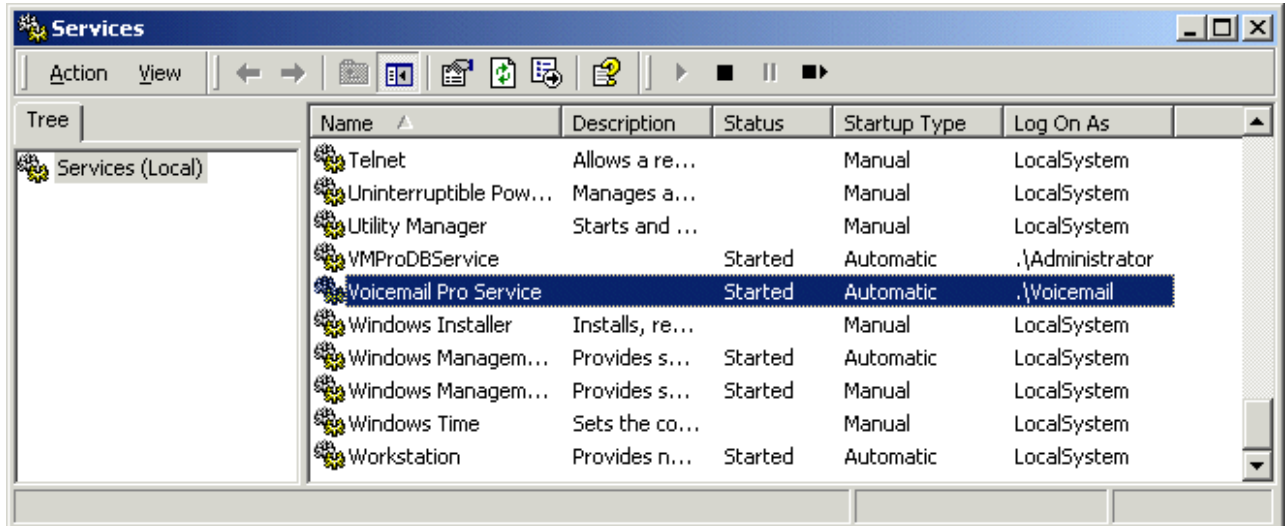 Services
Action View
Tree
Name Description Status Startup Type Log On As
Services (Local)
Telnet Allows a re... Manual LocalSystem
Uninterruptible Pow... Manages a... Manual LocalSystem
Utility Manager Starts and ... Manual LocalSystem
VMProDBService Started Automatic .\Administrator
Voicemail Pro Service Started Automatic .\Voicemail
Windows Installer Installs, re... Manual LocalSystem
Windows Managem... Provides s... Started Automatic LocalSystem
Windows Managem... Provides s... Started Manual LocalSystem
Windows Time Sets the co... Manual LocalSystem
Workstation Provides n... Started Automatic LocalSystem